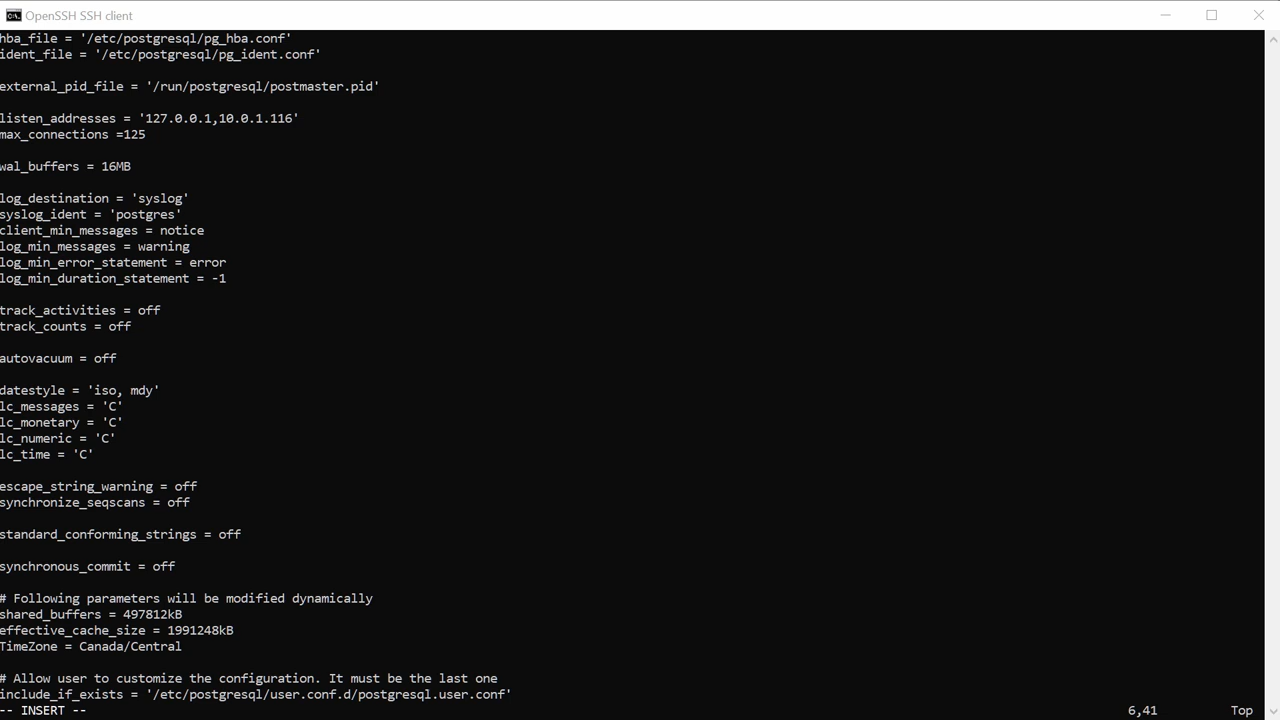 OpenSSH SSH client
hba_file = '/etc/postgresql/pg_hba.conf'
ident_file = '/etc/postgresql/pg_ident.conf'
external_pid_file = '/run/postgresql/postmaster.pid'
listen_addresses = '127.0.0.1,10.0.1.116'
max_connections =125
wal_buffers = 16MB
log_destination = 'syslog'
syslog_ident = 'postgres'
client_min_messages = notice
log_min_messages = warning
log_min_error_statement = error
log_min_duration_statement = -1
track_activities = off
track_counts = off
autovacuum = off
datestyle = 'iso, mdy'
lc_messages = 'C'
lc_monetary = 'C'
lc_numeric = 'C'
lc_time = 'C'
escape_string_warning = off
synchronize_seqscans = off
standard_conforming_strings = off
synchronous_commit = off
# Following parameters will be modified dynamically
shared_buffers = 497812kB
effective_cache_size = 1991248kB
TimeZone = Canada/Central
# Allow user to customize the configuration. It must be the last one
include_if_exists = '/etc/postgresql/user.conf.d/postgresql.user.conf'
-- INSERT -- 6,41 Top